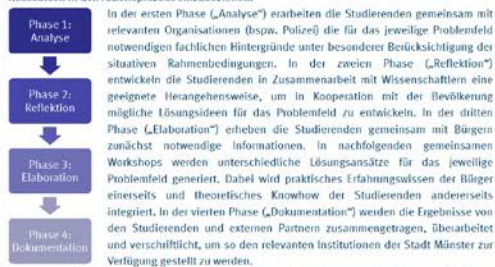 Phase 1:
Analyse
Phase 2:
Reflektion
Phase 3:
Elaboration
Phase 4:
Dokumentation
In der ersten Phase („Analyse") erarbeiten die Studierenden gemeinsam mit
relevanten Organisationen (bspw. Polizei) die für das jeweilige Problemfeld
notwendigen fachlichen Hintergründe unter besonderer Berücksichtigung der
situativen Rahmenbedingungen. In der zweien Phase („Reflektion")
entwickeln die Studierenden in Zusammenarbeit mit Wissenschaftlern eine
geeignete Herangehensweise, um in Kooperation mit der Bevölkerung
mögliche Lösungsideen für das Problemfeld zu entwickeln. In der dritten
Phase („Elaboration") erheben die Studierenden gemeinsam mit Bürgern
zunächst notwendige Informationen. In nachfolgenden gemeinsamen
Workshops werden unterschiedliche Lösungsansätze für das jeweilige
Problemfeld generiert. Dabei wird praktisches Erfahrungswissen der Bürger
einerseits und theoretisches Knowhow der Studierenden andererseits
integriert. In der vierten Phase („Dokumentation") werden die Ergebnisse von
den Studierenden und externen Partnern zusammengetragen, überarbeitet
und verschriftlicht, um so den relevanten Institutionen der Stadt Münster zur
Verfügung gestellt zu werden.